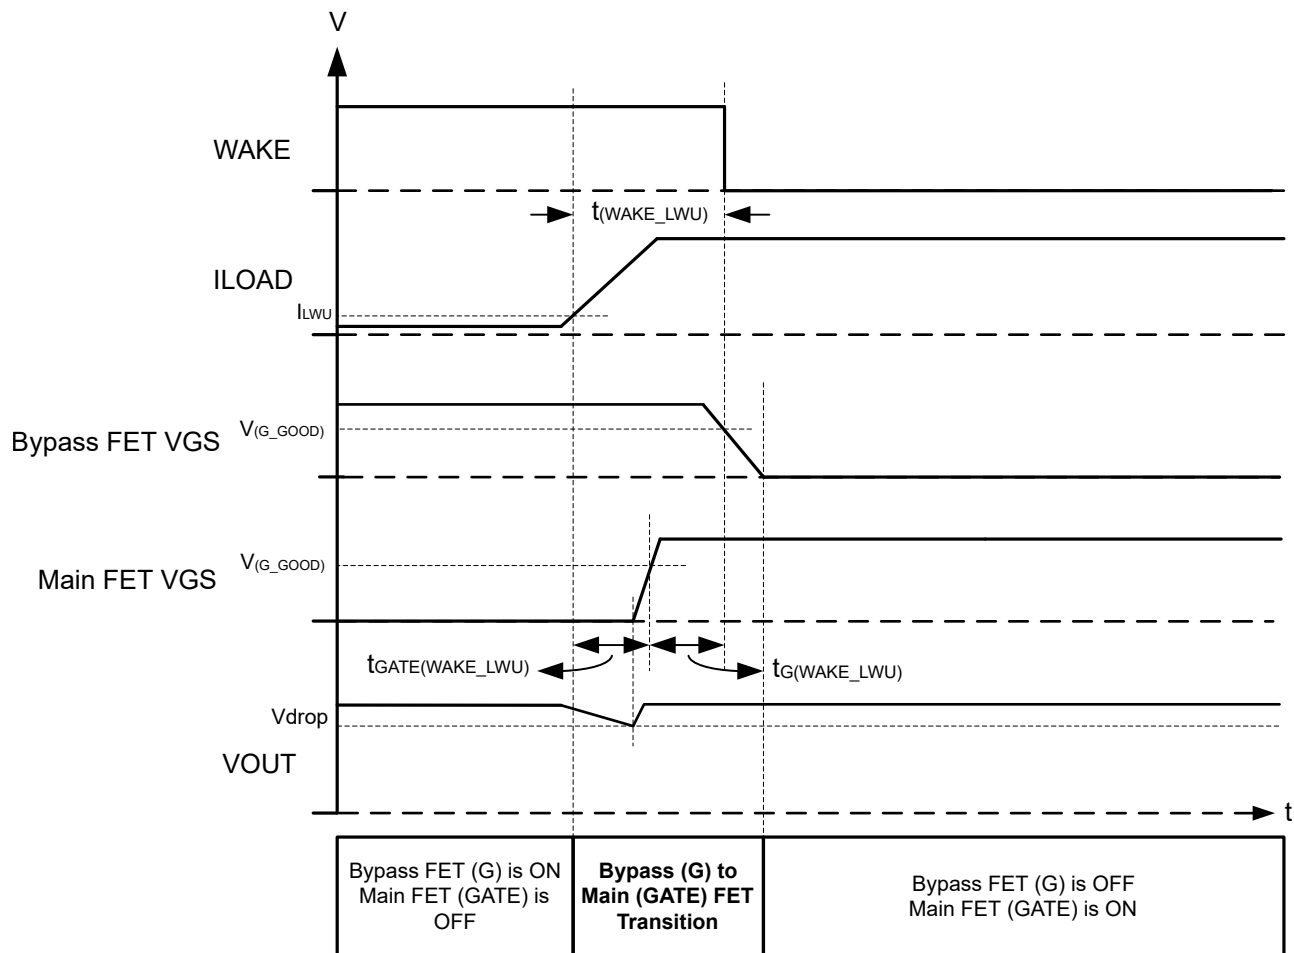 V
WAKE
t(WAKE_LWU)
ILOAD
ILWU
V(G_GOOD)
Bypass FET VGS
V(G_GOOD)
Main FET VGS
tGATE(WAKE_LWU)
tG(WAKE_LWU)
Vdrop
VOUT
t
Bypass FET (G) is ON
Main FET (GATE) is
OFF
Bypass (G) to
Main (GATE) FET
Transition
Bypass FET (G) is OFF
Main FET (GATE) is ON